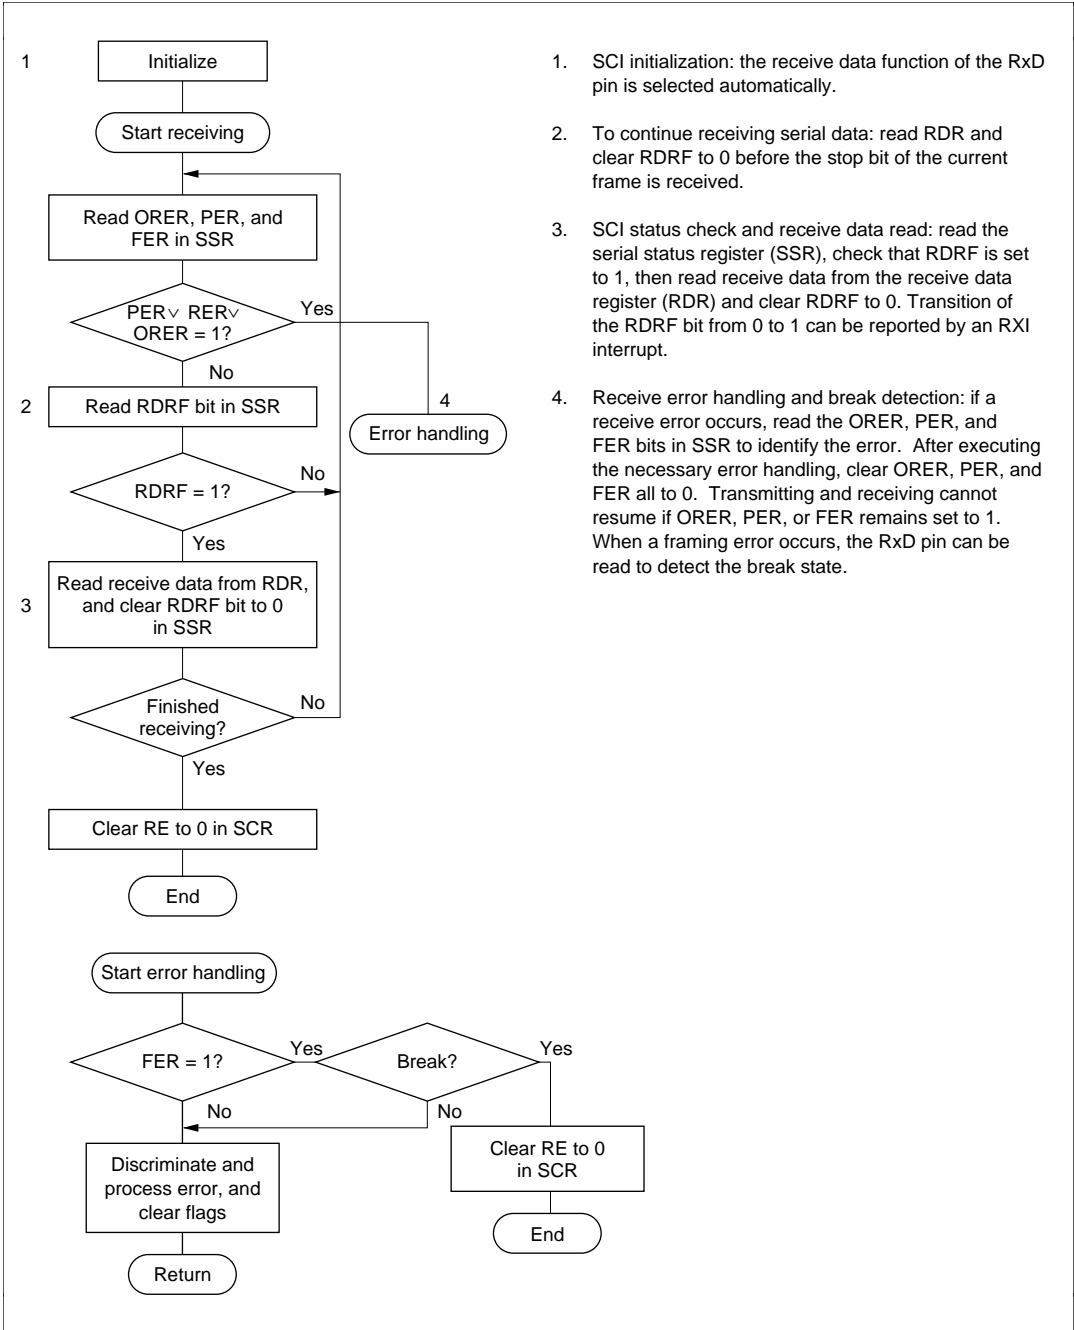 1
Initialize
Start receiving
Read ORER, PER, and
FER in SSR
PER∨ RER∨
ORER = 1?
Yes
No
2
Read RDRF bit in SSR
4
Error handling
RDRF = 1?
No
Yes
3
Read receive data from RDR,
and clear RDRF bit to 0
in SSR
Finished
receiving?
No
Yes
Clear RE to 0 in SCR
End
1. SCI initialization: the receive data function of the RxD
pin is selected automatically.
2. To continue receiving serial data: read RDR and
clear RDRF to 0 before the stop bit of the current
frame is received.
3. SCI status check and receive data read: read the
serial status register (SSR), check that RDRF is set
to 1, then read receive data from the receive data
register (RDR) and clear RDRF to 0. Transition of
the RDRF bit from 0 to 1 can be reported by an RXI
interrupt.
4. Receive error handling and break detection: if a
receive error occurs, read the ORER, PER, and
FER bits in SSR to identify the error. After executing
the necessary error handling, clear ORER, PER, and
FER all to 0. Transmitting and receiving cannot
resume if ORER, PER, or FER remains set to 1.
When a framing error occurs, the RxD pin can be
read to detect the break state.
Start error handling
FER = 1?
Yes
Break?
Yes
No
No
Discriminate and
process error, and
clear flags
Return
Clear RE to 0
in SCR
End